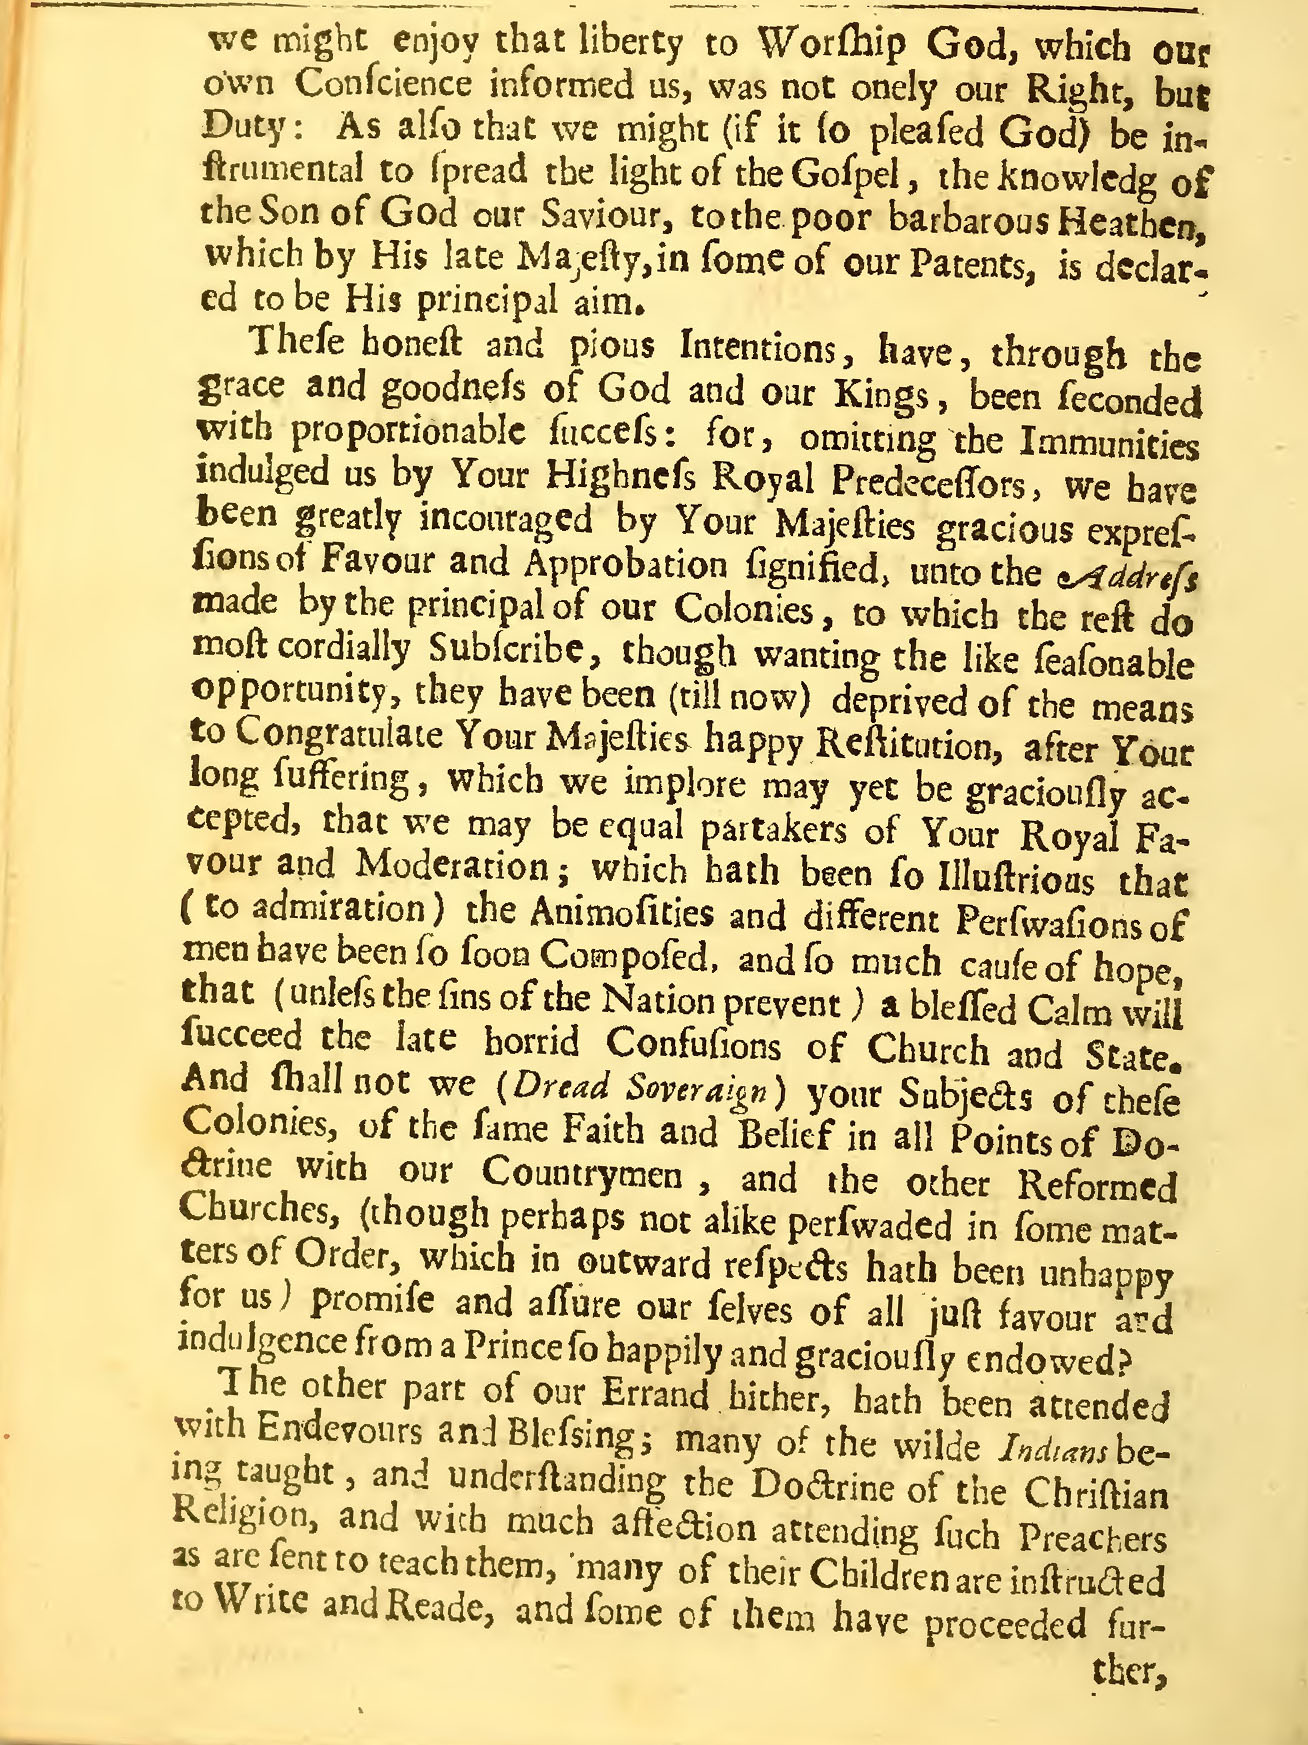 we might enjoy that liberty to Worſhip God, which our
own Conſcience informed us, was not onely our Right, but
Duty: As alſo that we might (if it ſo pleaſed God) be in-
ſtrumental to ſpread the light of the Goſpel, the knowledg of
the Son of God our Saviour, to the poor barbarous Heathen,
which by His late Majeſty, in ſome of our Patents, is declar-
ed to be His principal aim.
Theſe honeſt and pious Intentions, have, through the
grace and goodneſs of God and our Kings, been ſeconded
with proportionable ſucceſs: for, omitting the Immunities
indulged us by Your Highneſs Royal Predeceſſors, we have
been greatly incouraged by Your Majeſties gracious expreſ-
ſions of Favour and Approbation ſignified, unto the Addreſs
made by the principal of our Colonies, to which the reſt do
moſt cordially Subſcribe, though wanting the like ſeaſonable
opportunity, they have been (till now) deprived of the means
to Congratulate Your Majeſties happy Reſtitution, after Your
long ſuffering, which we implore may yet be graciouſly ac-
cepted, that we may be equal partakers of Your Royal Fa-
vour and Moderation; which hath been ſo Illuſtrious that
( to admiration ) the Animoſities and different Perſwaſions of
men have been ſo ſoon Compoſed, and ſo much cauſe of hope,
that (unleſs the ſins of the Nation prevent ) a bleſſed Calm will
ſucceed the late horrid Confuſions of Church and State.
And ſhall not we (Dread Soveraign) your Subjects of theſe
Colonies, of the ſame Faith and Belief in all Points of Do-
ctrine with our Countrymen, and the other Reformed
Churches, (though perhaps not alike perſwaded in ſome mat-
ters of Order, which in outward reſpects hath been unhappy
for us) promiſe and aſſure our ſelves of all juſt favour and
indulgence from a Prince ſo happily and graciouſly endowed?
The other part of our Errand hither, hath been attended
with Endevours and Bleſsing; many of the wilde Indians be-
ing taught, and underſtanding the Doctrine of the Chriſtian
Religion, and with much affection attending ſuch Preachers
as are ſent to teach them, many of their Children are inſtructed
to Write and Reade, and ſome of them have proceeded fur-
ther,